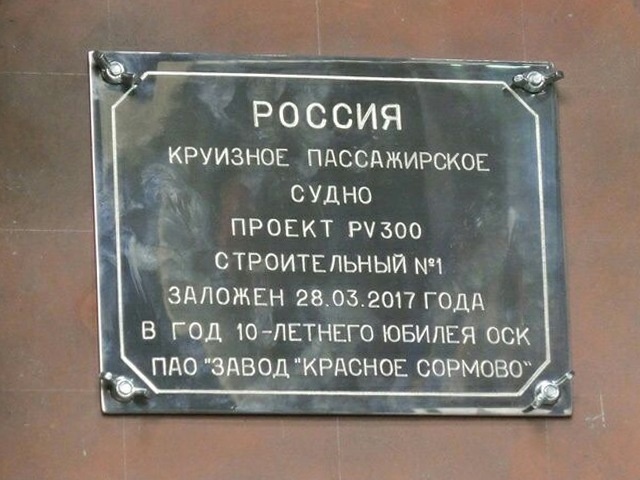 РОССИЯ
КРУИЗНОЕ ПАССАЖИРСКОЕ
СУДНО
ПРОЕКТ PV300
СТРОИТЕЛЬНЫЙ №1
ЗАЛОЖЕН 28.03.2017 ГОДА
В ГОД 10-ЛЕТНЕГО ЮБИЛЕЯ ОСК
ПАО "ЗАВОД "КРАСНОЕ СОРМОВО"